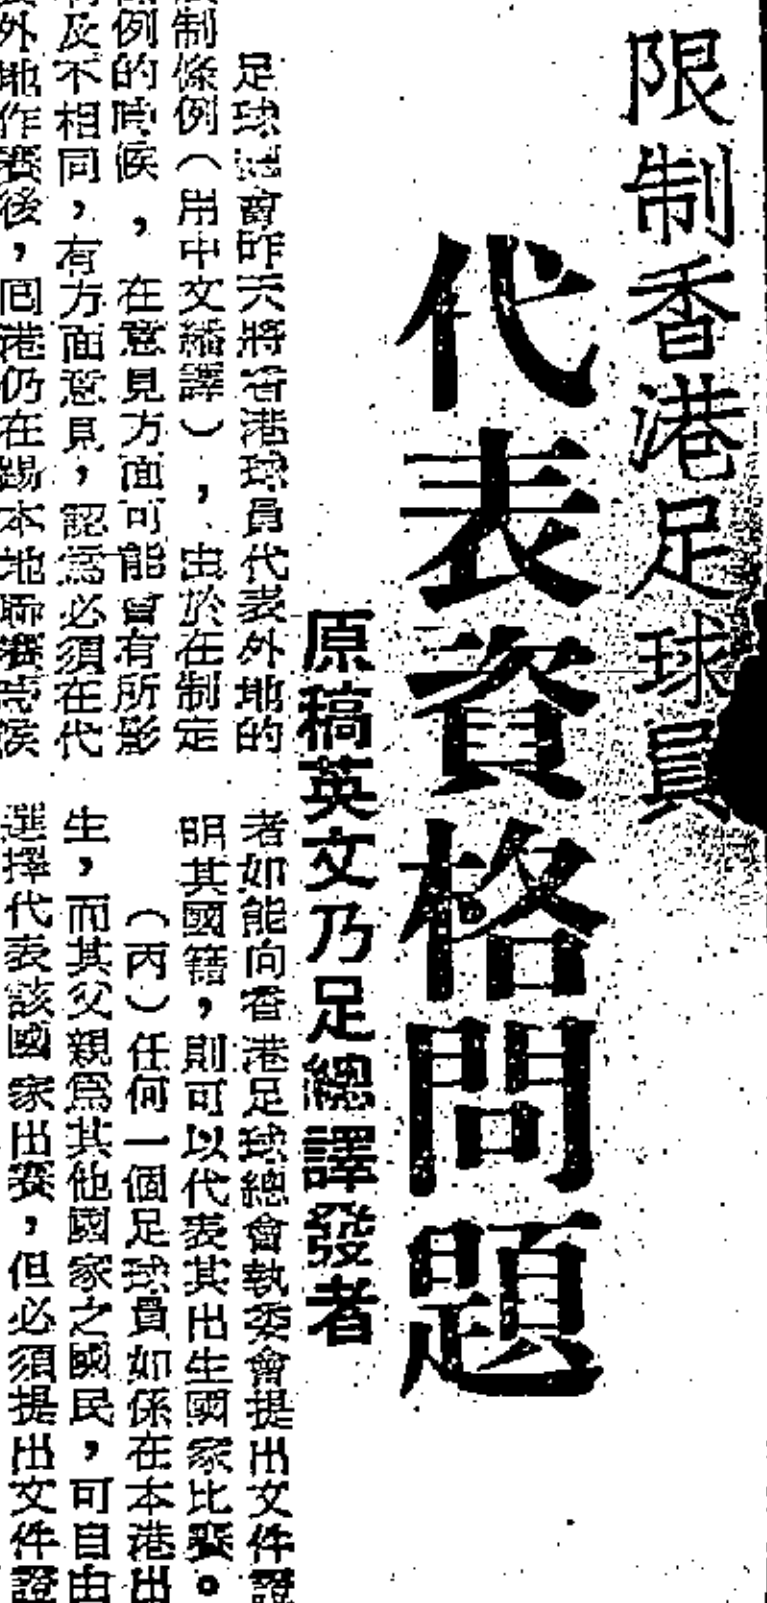 限制香港足球員
代表資格問題
原稿英文乃足總譯發者
足球總會昨天將香港球員代表外地的
限制條例（用中文繙譯），由於在制定
條例的時候，在意見方面可能會有所影
及不相同，有方面意見，認爲必須在代
外地作賽後，囘港仍在踢本地聯賽時候
者如能向香港足球總會執委會提出文件證
明其國籍，則可以代表其出生國家比賽。
（丙）任何一個足球員如係在本港出
生，而其父親爲其他國家之國民，可自由
選擇代表該國家出賽，但必須提出文件證